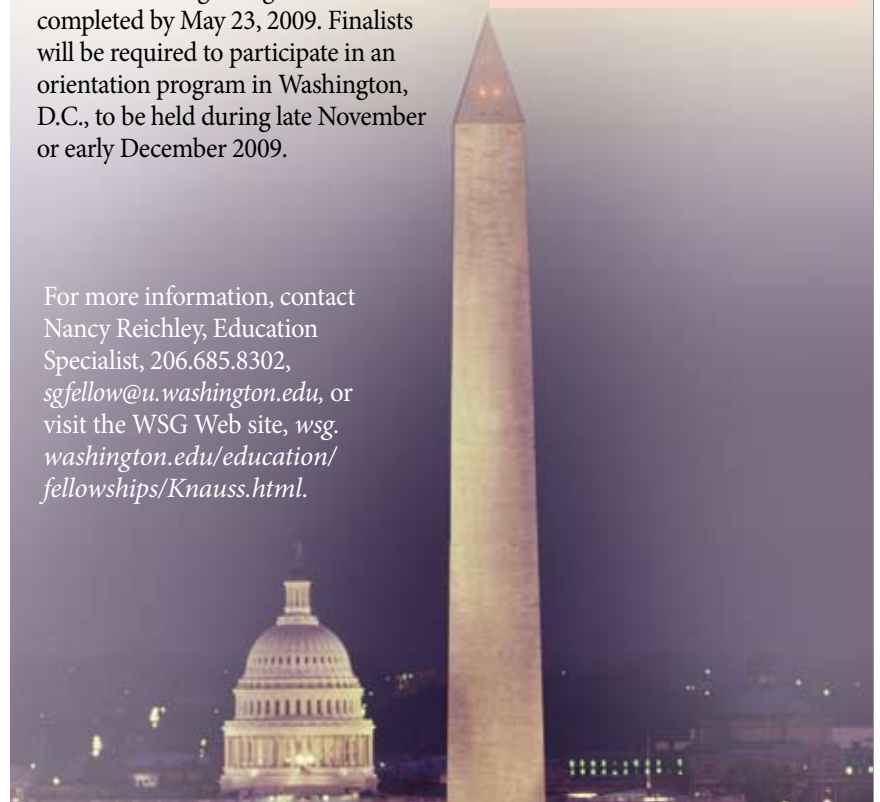 completed by May 23, 2009. Finalists
will be required to participate in an
orientation program in Washington,
D.C., to be held during late November
or early December 2009.
For more information, contact
Nancy Reichley, Education
Specialist, 206.685.8302,
sgfellow@u.washington.edu, or
visit the WSG Web site, wsg.
washington.edu/education/
fellowships/Knauss.html.